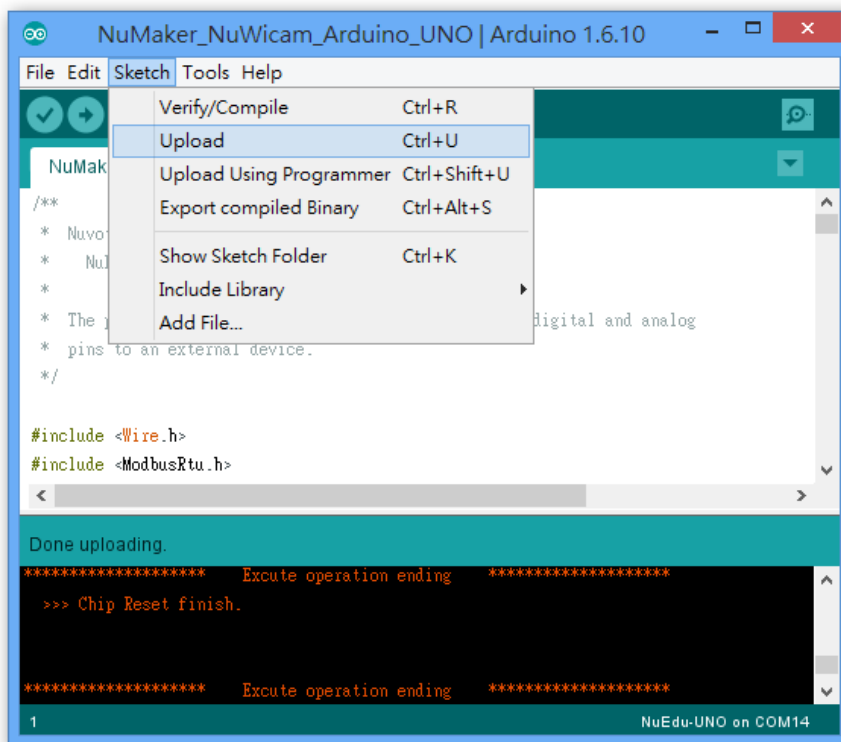 NuMaker_NuWicam_Arduino_UNO | Arduino 1.6.10
File Edit Sketch Tools Help
Verify/Compile Ctrl+R
Upload Ctrl+U
Upload Using Programmer Ctrl+Shift+U
Export compiled Binary Ctrl+Alt+S
Show Sketch Folder Ctrl+K
Include Library
Add File...
NuMak
/**
* Nuvo
*
* The digital and analog
* pins to an external device.
*/
#include <Wire.h>
#include <ModbusRtu.h>
Done uploading.
******************** Excute operation ending ********************
>>> Chip Reset finish.
******************** Excute operation ending ********************
1 NuEdu-UNO on COM14